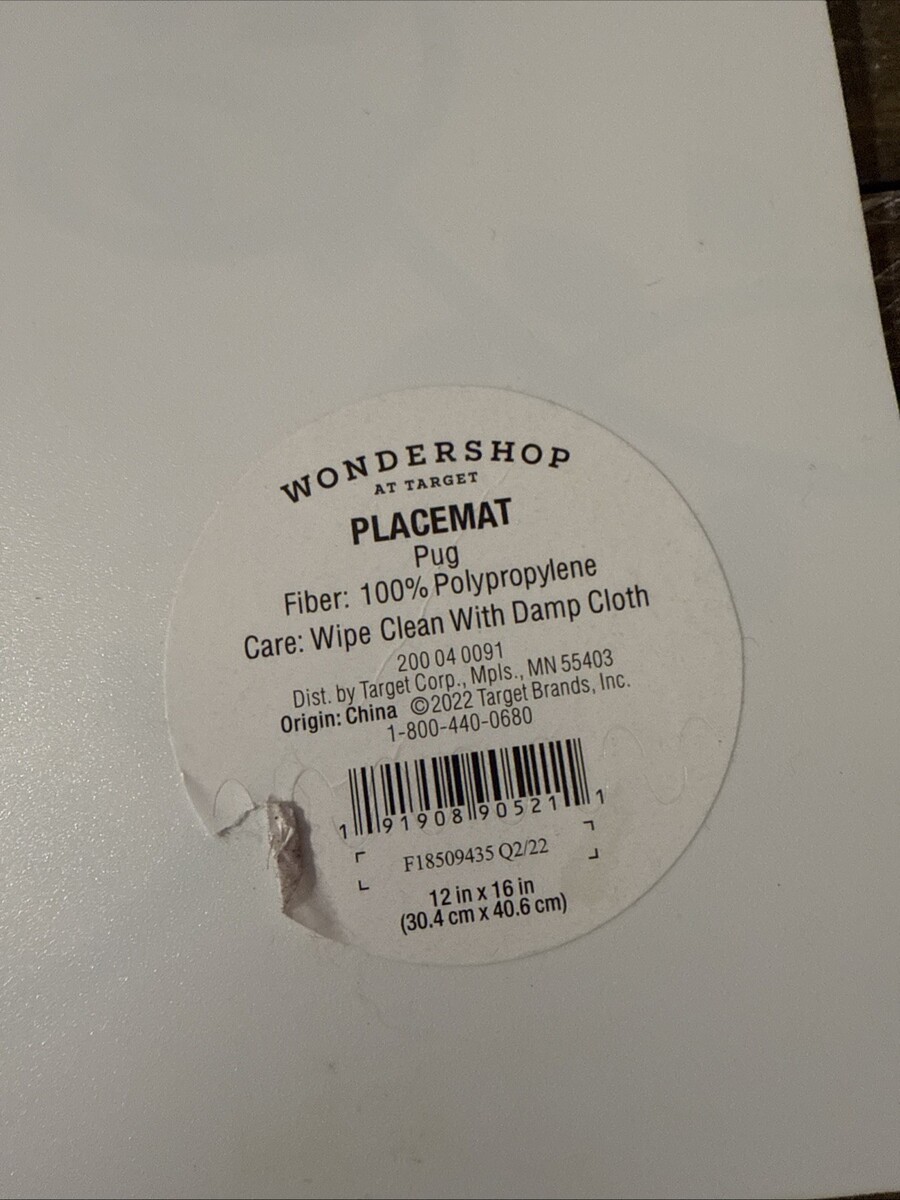 WONDERSHOP
AT TARGET
PLACEMAT
Pug
Fiber: 100% Polypropylene
Care: Wipe Clean With Damp Cloth
200 04 0091
Dist. by Target Corp., Mpls., MN 55403
Origin: China ©2022 Target Brands, Inc.
1-800-440-0680
1 91908 90521 1
F18509435 Q2/22
12 in x 16 in
(30.4 cm x 40.6 cm)